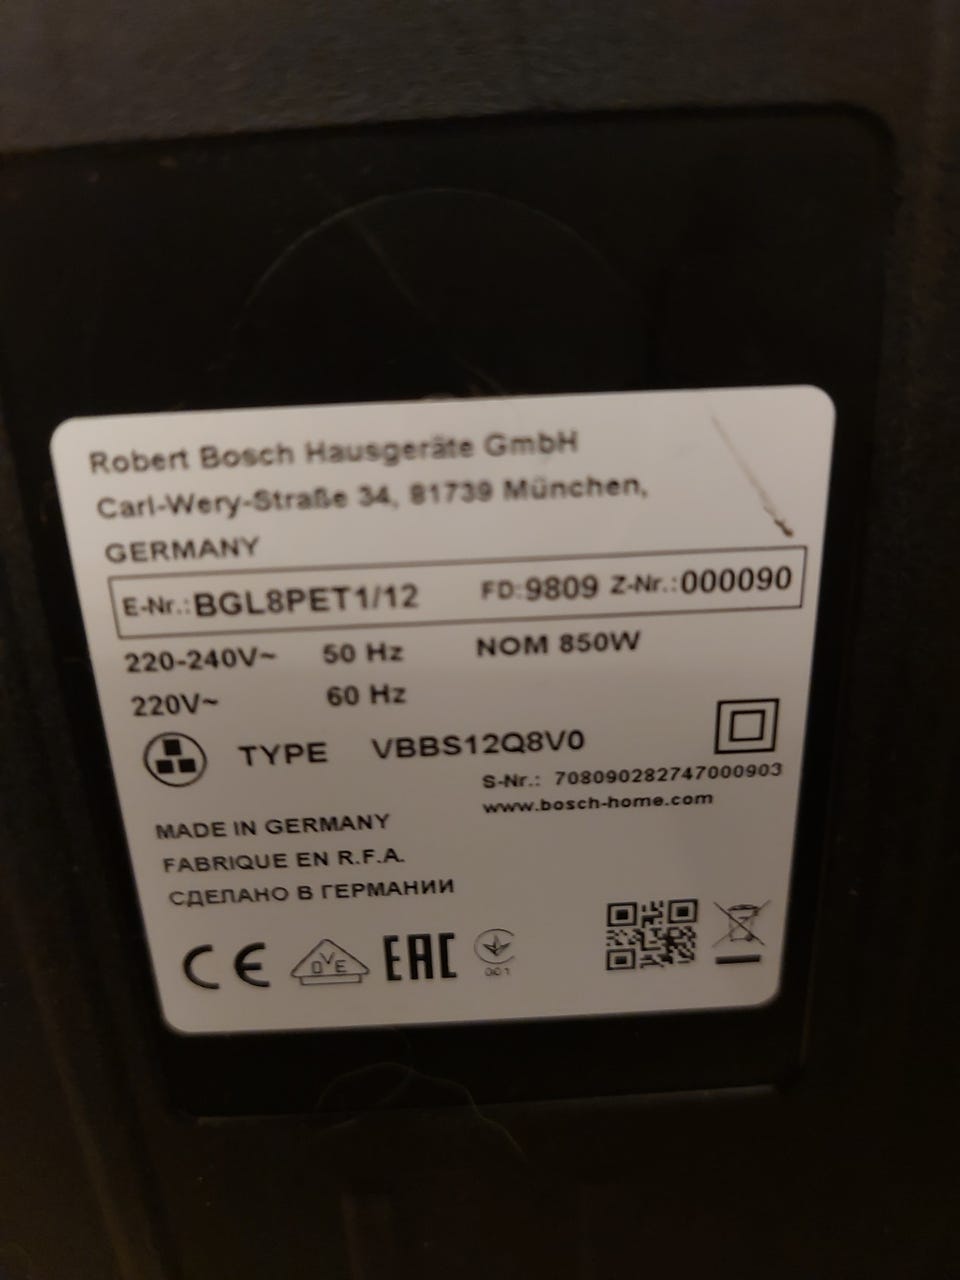 Robert Bosch Hausgeräte GmbH
Carl-Wery-Straße 34, 81739 München,
GERMANY
E-Nr.: BGL8PET1/12 FD: 9809 Z-Nr.: 000090
220-240V~ 50 Hz NOM 850W
220V~ 60 Hz
TYPE VBBS12Q8V0
S-Nr.: 708090282747000903
www.bosch-home.com
MADE IN GERMANY
FABRIQUE EN R.F.A.
СДЕЛАНО В ГЕРМАНИИ
CE OVE EAC 001